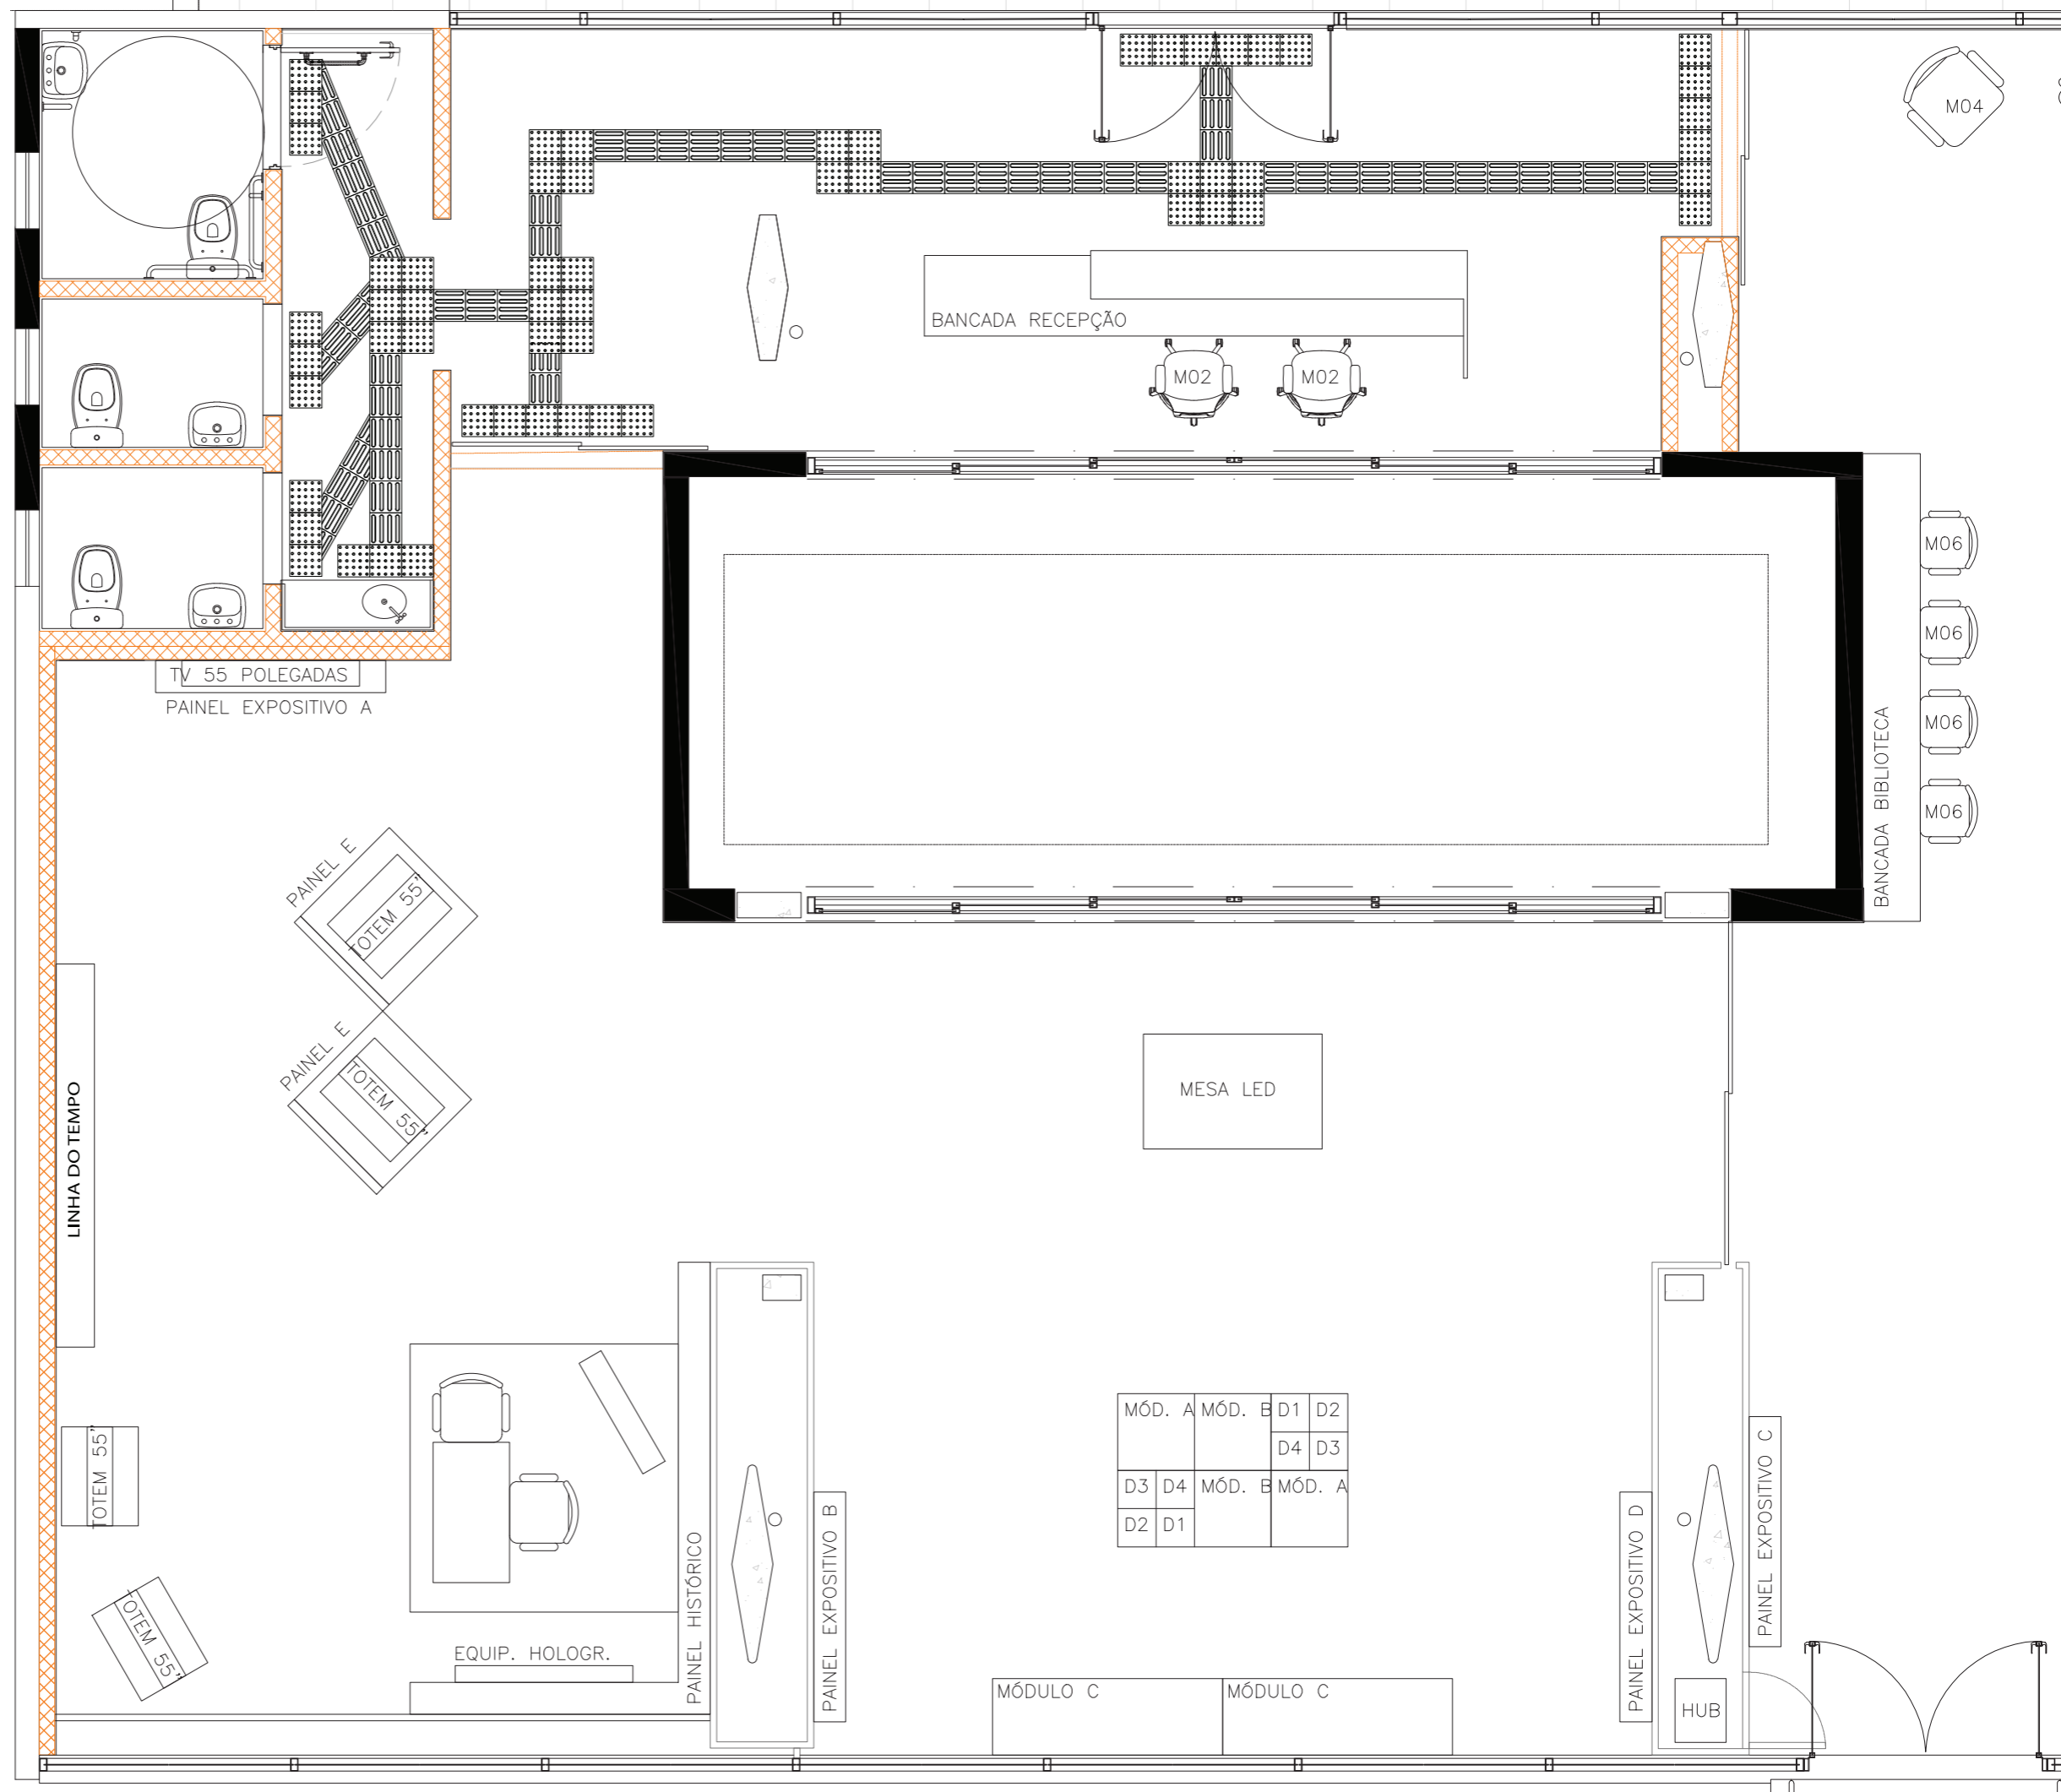 M04
BANCADA RECEPÇÃO
M02
M02
M06
M06
M06
M06
BANCADA BIBLIOTECA
TV 55 POLEGADAS
PAINEL EXPOSITIVO A
PAINEL E
TOTEM 55"
PAINEL E
TOTEM 55"
LINHA DO TEMPO
MESA LED
TOTEM 55"
TOTEM 55"
EQUIP. HOLOGR.
PAINEL HISTÓRICO
PAINEL EXPOSITIVO B
MÓD. A
MÓD. B
D1
D2
D4
D3
D3
D4
MÓD. B
MÓD. A
D2
D1
MÓDULO C
MÓDULO C
PAINEL EXPOSITIVO D
HUB
PAINEL EXPOSITIVO C